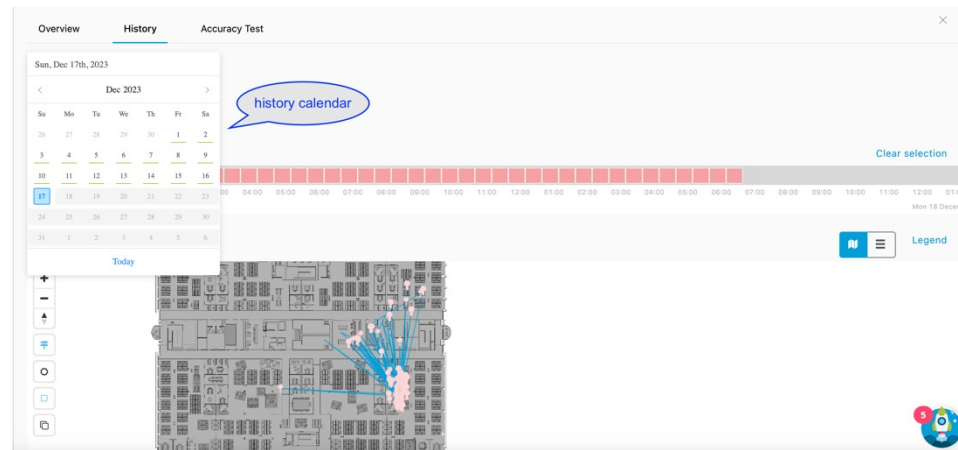 Overview History Accuracy Test
Sun, Dec 17th, 2023
Dec 2023
history calendar
Su Mo Tu We Th Fr Sa
26 27 28 29 30 1 2
3 4 5 6 7 8 9
Clear selection
10 11 12 13 14 15 16
17 18 19 20 21 22 23
04:00 05:00 06:00 07:00 08:00 09:00 10:00 11:00 12:00 01:00 02:00 03:00 04:00 05:00 06:00 07:00 08:00 09:00 10:00 11:00 12:00
Mon 18 Decem
24 25 26 27 28 29 30
31 1 2 3 4 5 6
Legend
Today
5